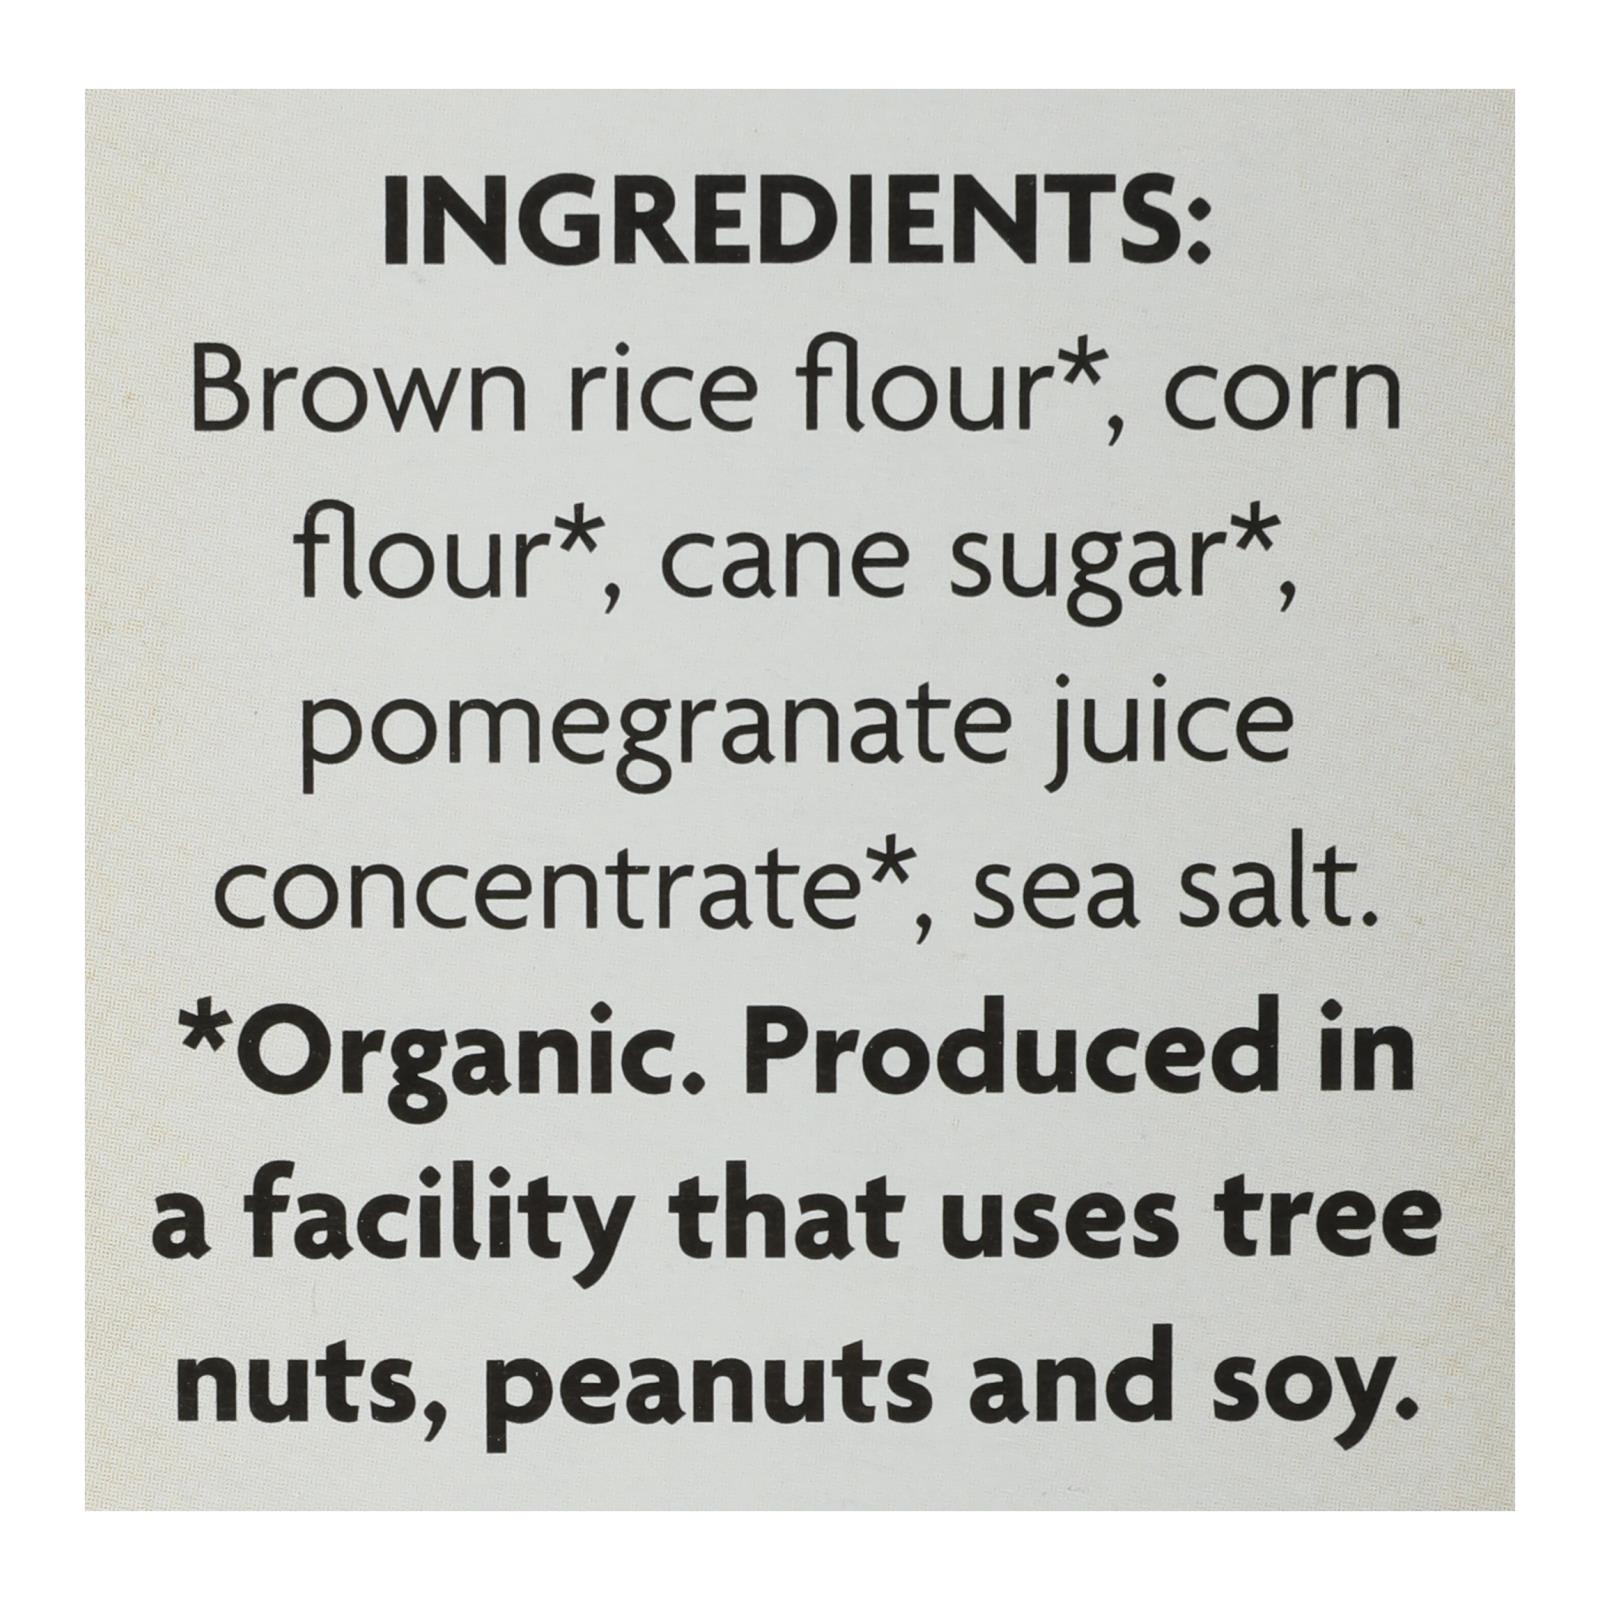 INGREDIENTS:
Brown rice flour*, corn
flour*, cane sugar*,
pomegranate juice
concentrate*, sea salt.
*Organic. Produced in
a facility that uses tree
nuts, peanuts and soy.